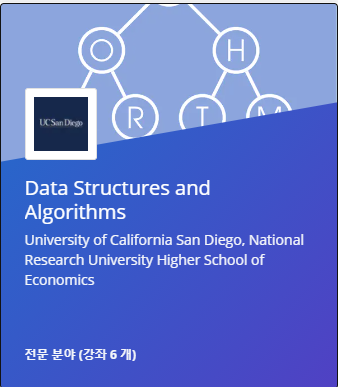 O H
R T M
UC San Diego
Data Structures and
Algorithms
University of California San Diego, National
Research University Higher School of
Economics
전문 분야 (강좌 6 개)